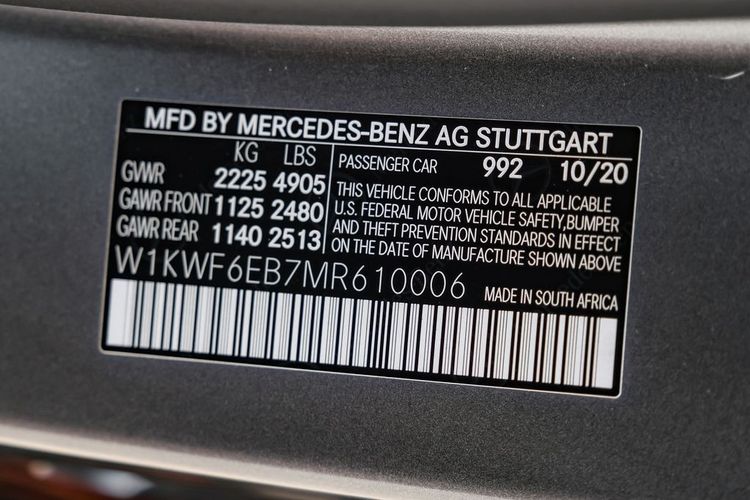 MFD BY MERCEDES-BENZ AG STUTTGART
KG LBS
GVWR 2225 4905
GAWR FRONT 1125 2480
GAWR REAR 1140 2513
PASSENGER CAR 992 10/20
THIS VEHICLE CONFORMS TO ALL APPLICABLE
U.S. FEDERAL MOTOR VEHICLE SAFETY,BUMPER
AND THEFT PREVENTION STANDARDS IN EFFECT
ON THE DATE OF MANUFACTURE SHOWN ABOVE
W1KWF6EB7MR610006
MADE IN SOUTH AFRICA